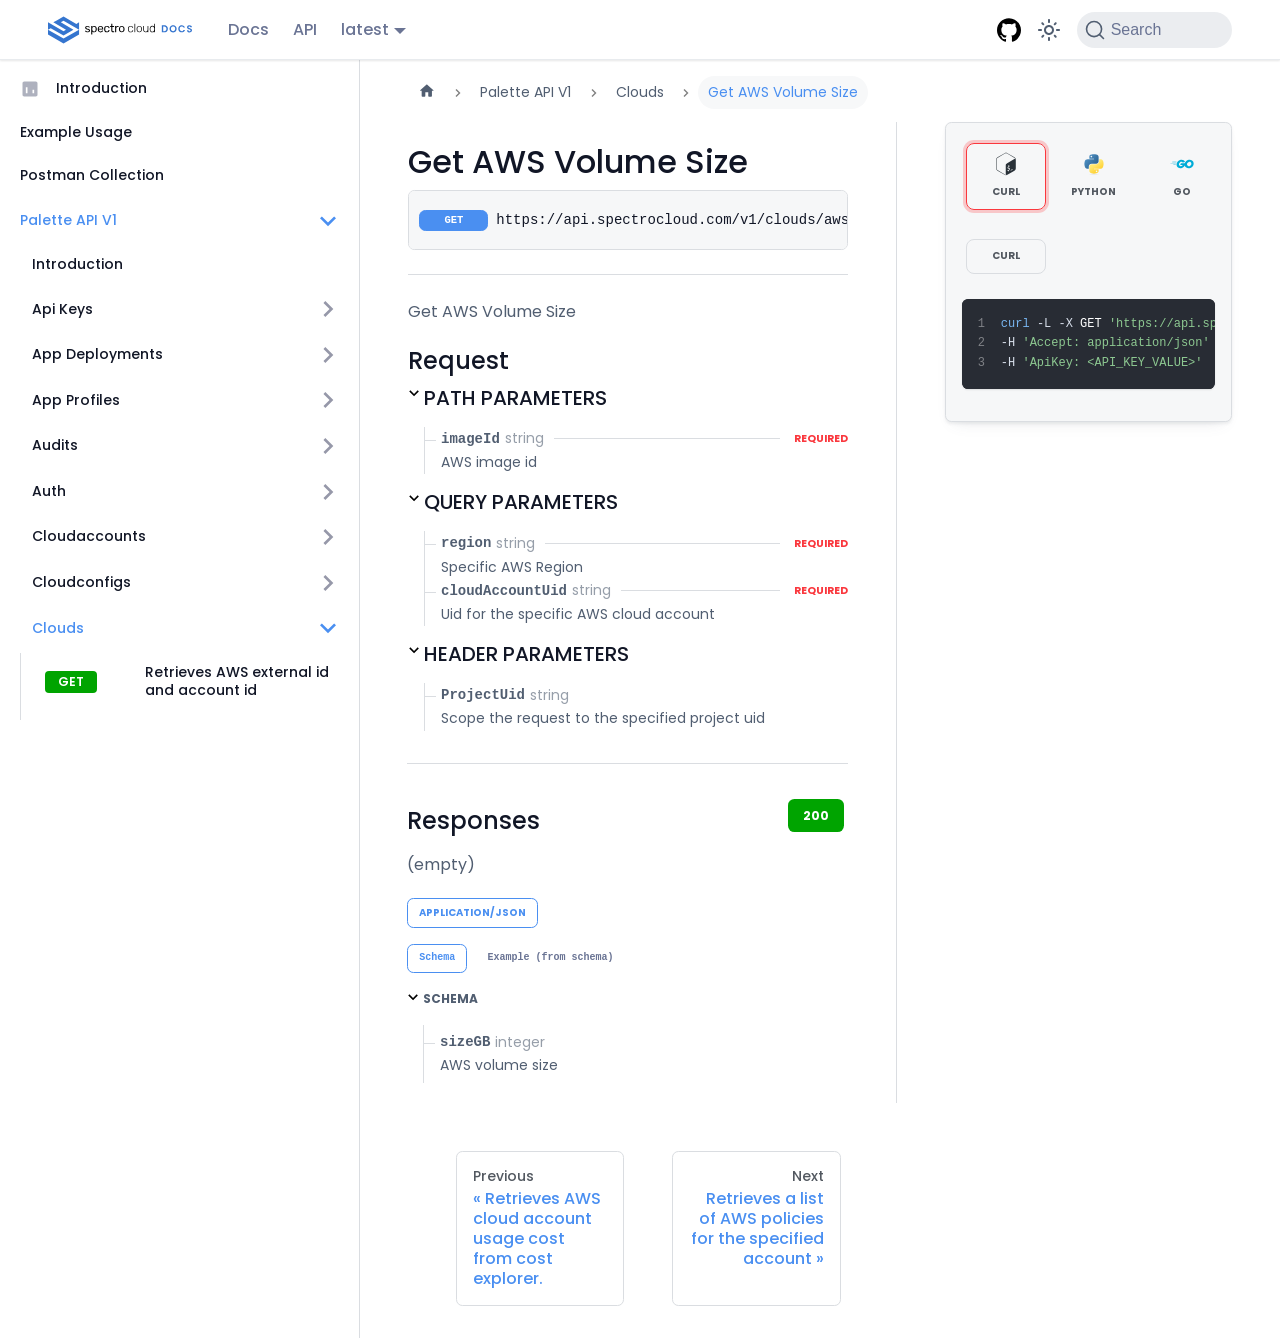 spectro cloud DOCS
Docs
API
latest
Search
Introduction
Example Usage
Postman Collection
Palette API V1
Introduction
Api Keys
App Deployments
App Profiles
Audits
Auth
Cloudaccounts
Cloudconfigs
Clouds
GET
Retrieves AWS external id
and account id
Palette API V1
Clouds
Get AWS Volume Size
Get AWS Volume Size
GET https://api.spectrocloud.com/v1/clouds/aws
Get AWS Volume Size
Request
PATH PARAMETERS
imageId string REQUIRED
AWS image id
QUERY PARAMETERS
region string REQUIRED
Specific AWS Region
cloudAccountUid string REQUIRED
Uid for the specific AWS cloud account
HEADER PARAMETERS
ProjectUid string
Scope the request to the specified project uid
Responses
200
(empty)
APPLICATION/JSON
Schema
Example (from schema)
SCHEMA
sizeGB integer
AWS volume size
Previous
« Retrieves AWS
cloud account
usage cost
from cost
explorer.
Next
Retrieves a list
of AWS policies
for the specified
account »
CURL
PYTHON
GO
CURL
1 curl -L -X GET 'https://api.sp
2 -H 'Accept: application/json'
3 -H 'ApiKey: <API_KEY_VALUE>'